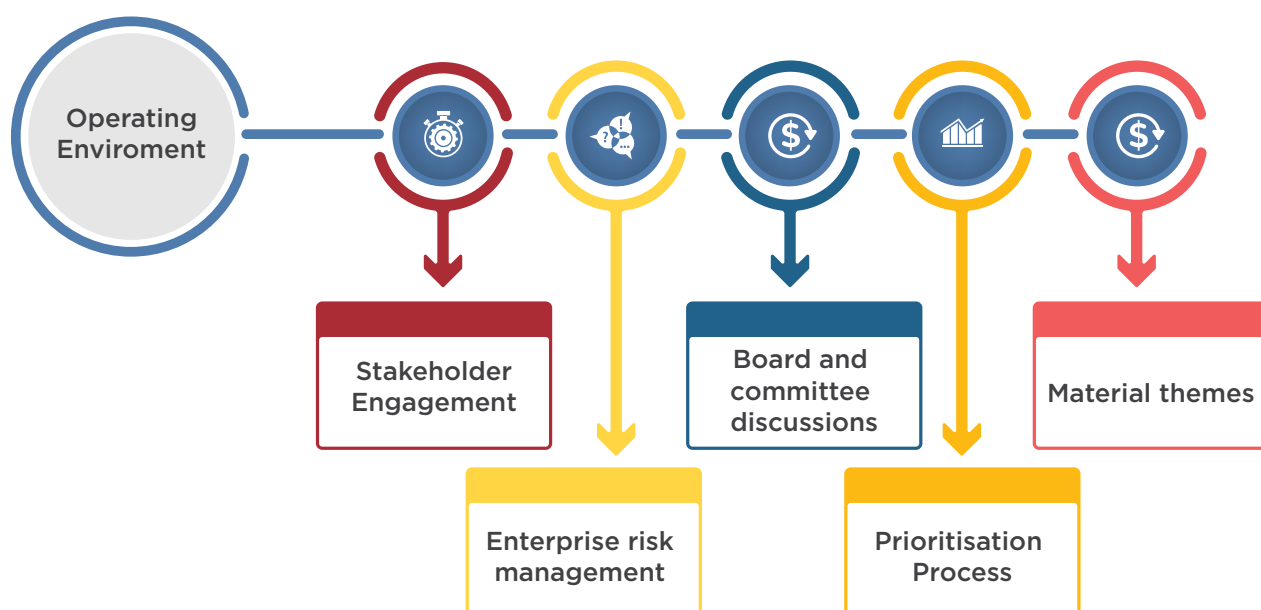 Operating
Enviroment
Stakeholder
Engagement
Enterprise risk
management
Board and
committee
discussions
Prioritisation
Process
Material themes